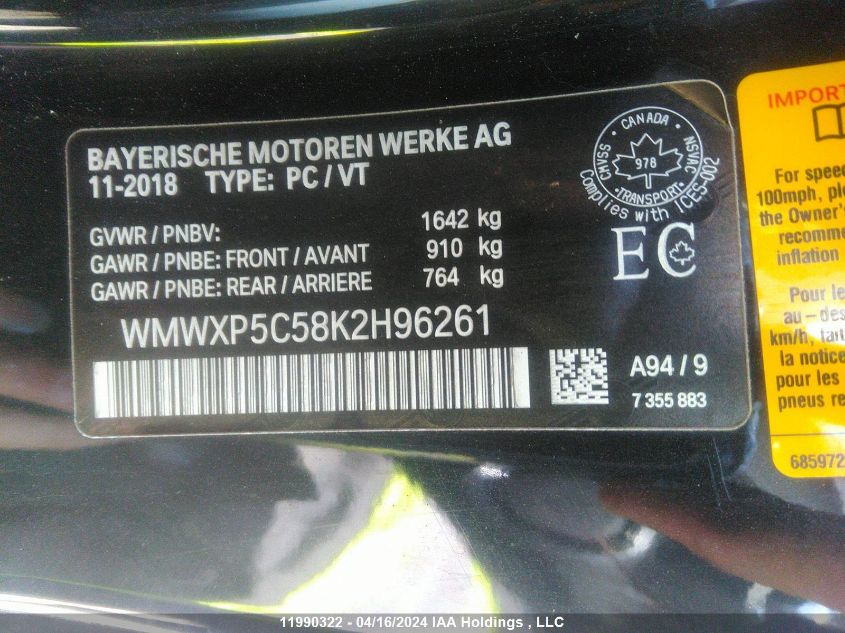 BAYERISCHE MOTOREN WERKE AG
11-2018 TYPE: PC / VT
GVWR / PNBV: 1642 kg
GAWR / PNBE: FRONT / AVANT 910 kg
GAWR / PNBE: REAR / ARRIERE 764 kg
WMWXP5C58K2H96261
CANADA
CMVSS NSVAC
978
TRANSPORT
Complies with ICES-002
EC
A94 / 9
7 355 883
IMPORT
For spee
100mph, ple
the Owner's
recomme
inflation
Pour le
au – des
km/h, fait
la notice
pour les
pneus re
685972
11990322 - 04/16/2024 IAA Holdings , LLC